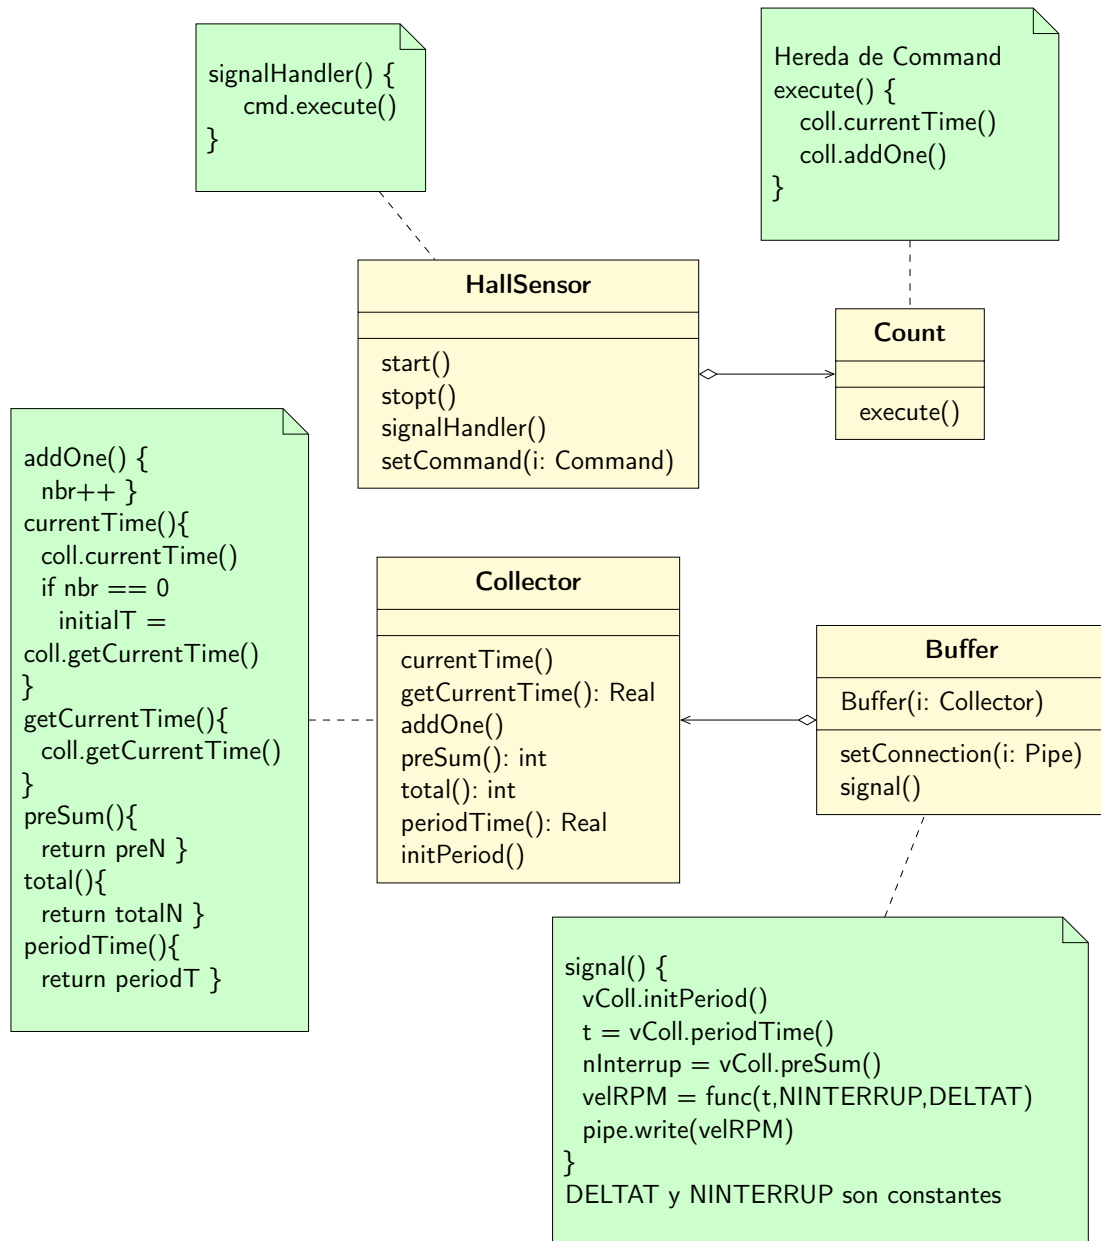 signalHandler() {
cmd.execute()
}
Hereda de Command
execute() {
coll.currentTime()
coll.addOne()
}
HallSensor
start()
stopt()
signalHandler()
setCommand(i: Command)
Count
execute()
addOne() {
nbr++ }
currentTime(){
coll.currentTime()
if nbr == 0
initialT =
coll.getCurrentTime()
}
getCurrentTime(){
coll.getCurrentTime()
}
preSum(){
return preN }
total(){
return totalN }
periodTime(){
return periodT }
Collector
currentTime()
getCurrentTime(): Real
addOne()
preSum(): int
total(): int
periodTime(): Real
initPeriod()
Buffer
Buffer(i: Collector)
setConnection(i: Pipe)
signal()
signal() {
vColl.initPeriod()
t = vColl.periodTime()
nInterrup = vColl.preSum()
velRPM = func(t,NINTERRUP,DELTAT)
pipe.write(velRPM)
}
DELTAT y NINTERRUP son constantes